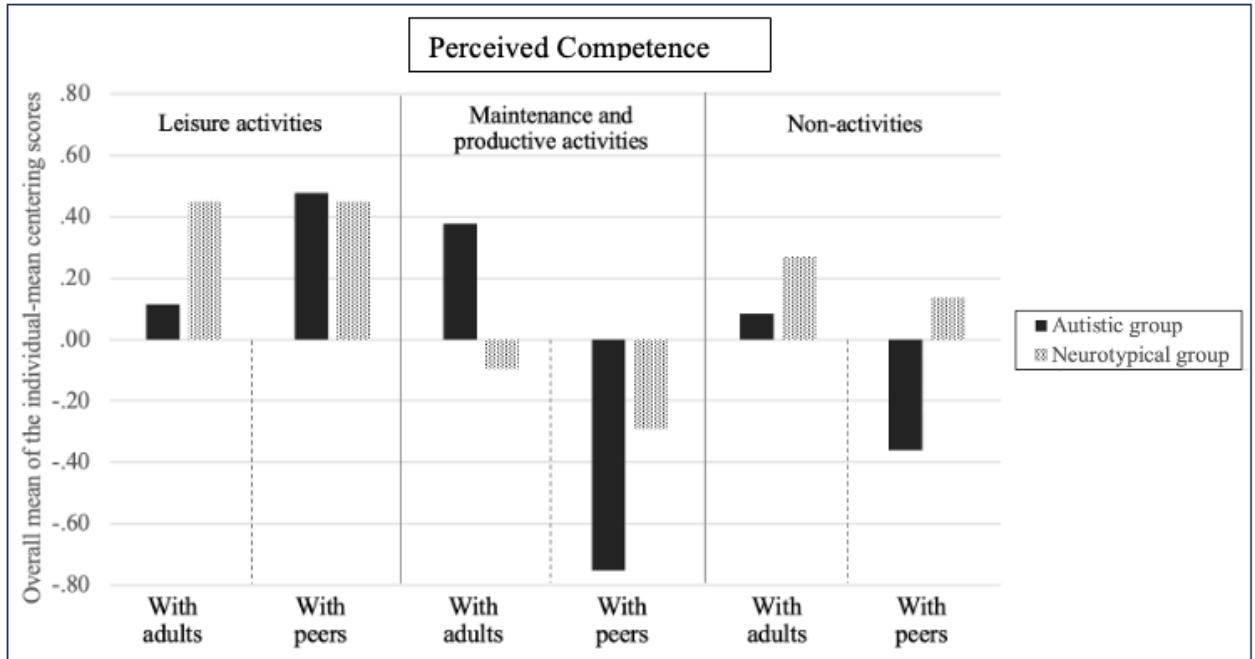 Perceived Competence
Overall mean of the individual-mean centering scores
.80
.60
.40
.20
.00
-.20
-.40
-.60
-.80
Leisure activities
Maintenance and
productive activities
Non-activities
With
adults
With
peers
With
adults
With
peers
With
adults
With
peers
Autistic group
Neurotypical group